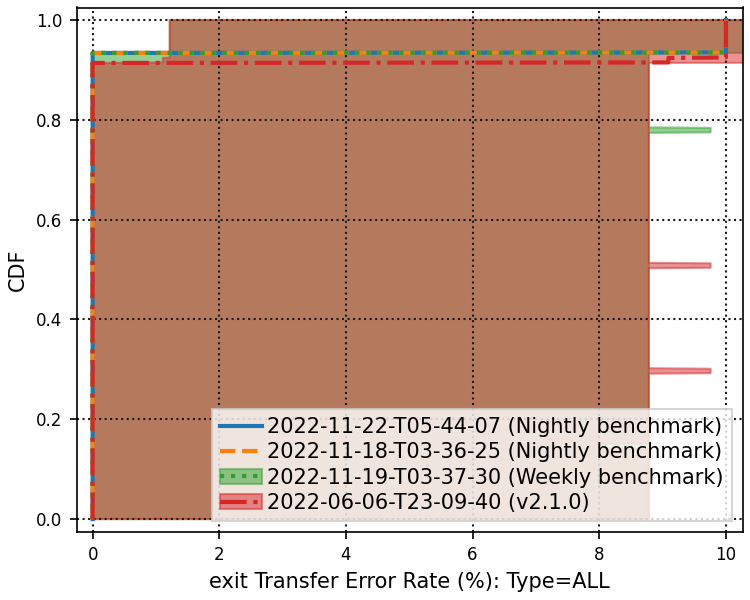 1.0
0.8
0.6
0.4
0.2
0.0
CDF
2022-11-22-T05-44-07 (Nightly benchmark)
2022-11-18-T03-36-25 (Nightly benchmark)
2022-11-19-T03-37-30 (Weekly benchmark)
2022-06-06-T23-09-40 (v2.1.0)
0 2 4 6 8 10
exit Transfer Error Rate (%): Type=ALL